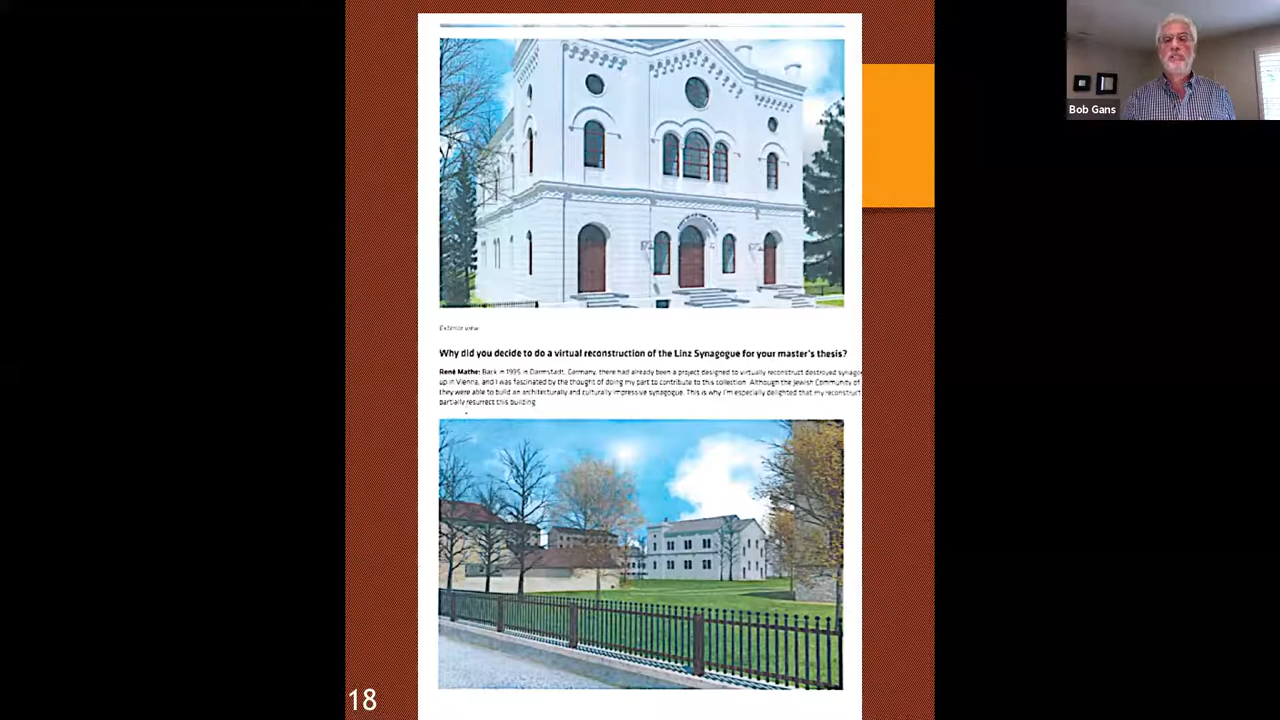 Bob Gans
Exterior view
Why did you decide to do a virtual reconstruction of the Linz Synagogue for your master's thesis?
René Mathe: Back in 1995 in Darmstadt, Germany, there had already been a project designed to virtually reconstruct destroyed synagog
up in Vienna, and I was fascinated by the thought of doing my part to contribute to this collection. Although the Jewish Community of
they were able to build an architecturally and culturally impressive synagogue. This is why I'm especially delighted that my reconstruct
partially resurrect this building.
18